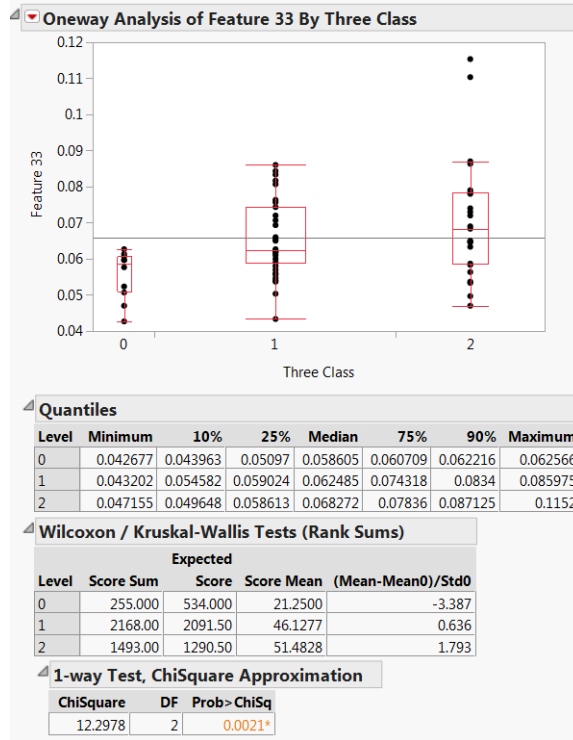 Oneway Analysis of Feature 33 By Three Class
0.12
0.11
0.1
0.09
0.08
0.07
0.06
0.05
0.04
Feature 33
0 1 2
Three Class
Quantiles
Level Minimum 10% 25% Median 75% 90% Maximum
0 0.042677 0.043963 0.05097 0.058605 0.060709 0.062216 0.062566
1 0.043202 0.054582 0.059024 0.062485 0.074318 0.0834 0.085975
2 0.047155 0.049648 0.058613 0.068272 0.07836 0.087125 0.1152
Wilcoxon / Kruskal-Wallis Tests (Rank Sums)
Expected
Level Score Sum Score Score Mean (Mean-Mean0)/Std0
0 255.000 534.000 21.2500 -3.387
1 2168.00 2091.50 46.1277 0.636
2 1493.00 1290.50 51.4828 1.793
1-way Test, ChiSquare Approximation
ChiSquare DF Prob>ChiSq
12.2978 2 0.0021*